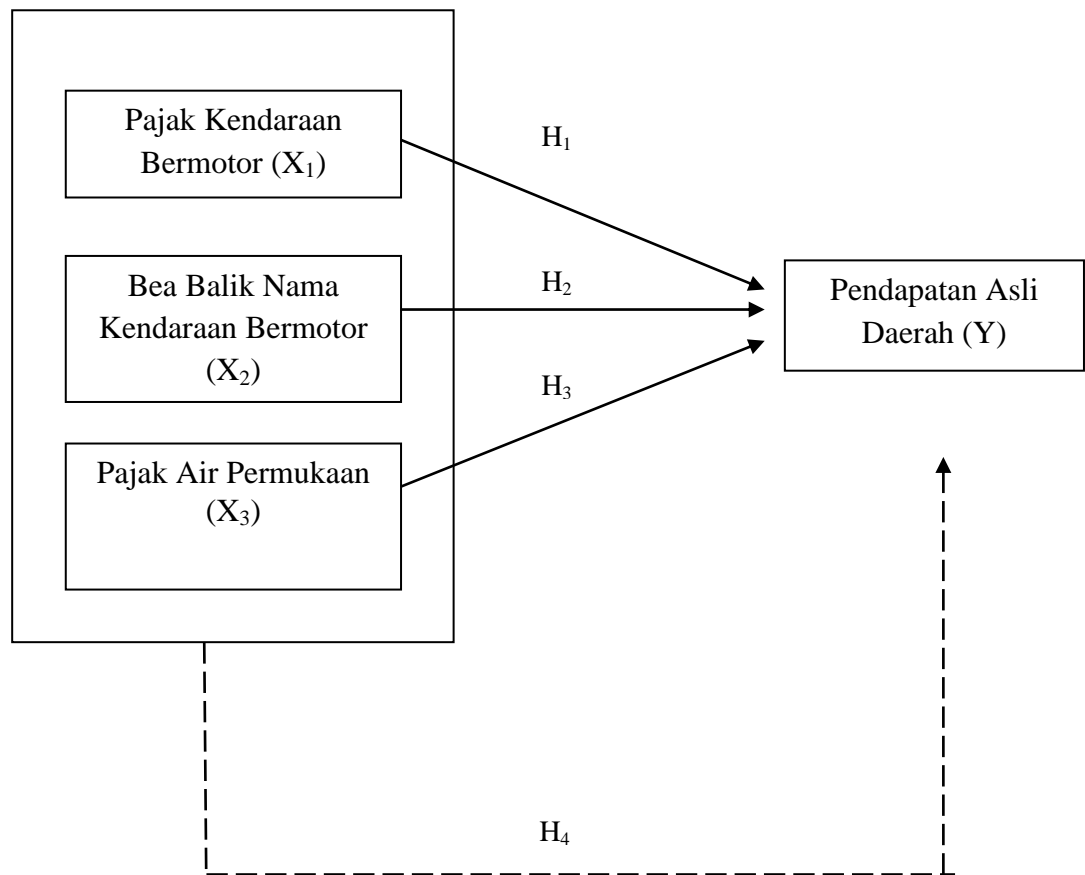 Pajak Kendaraan
Bermotor (X₁)
H₁
Bea Balik Nama
Kendaraan Bermotor
(X₂)
H₂
Pendapatan Asli
Daerah (Y)
H₃
Pajak Air Permukaan
(X₃)
H₄